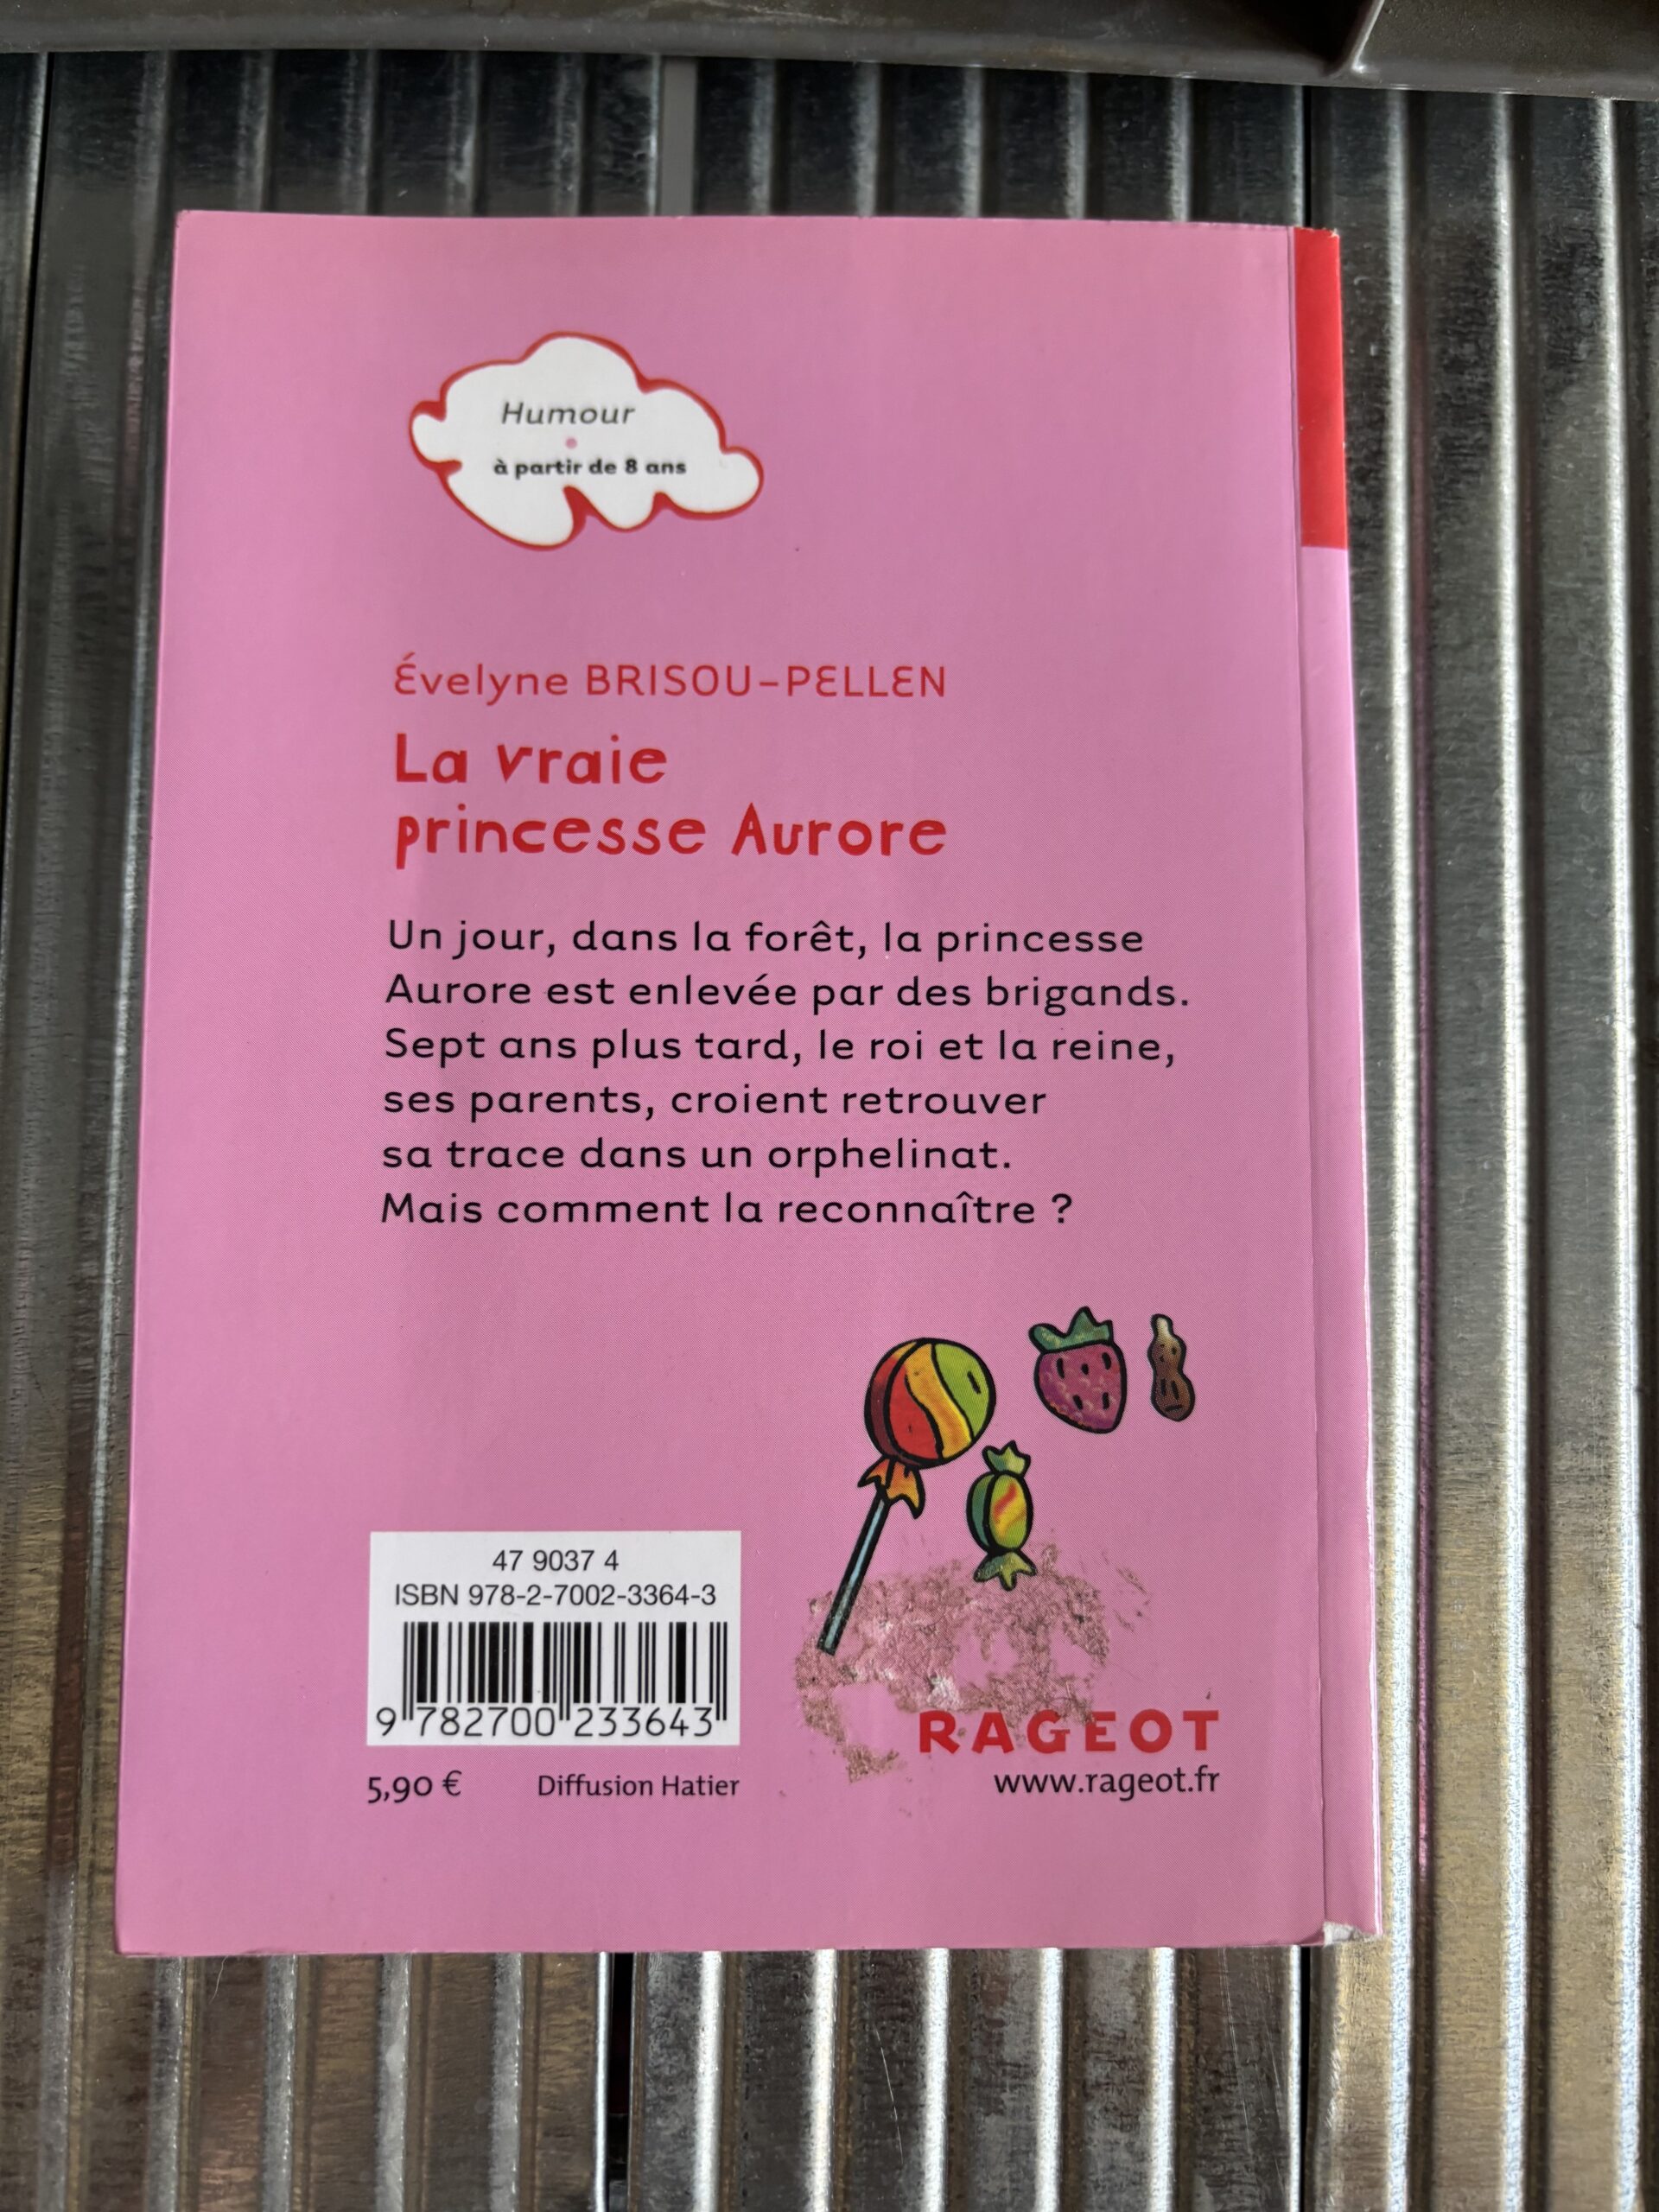 Humour
à partir de 8 ans
Évelyne BRISOU-PELLEN
La vraie
princesse Aurore
Un jour, dans la forêt, la princesse
Aurore est enlevée par des brigands.
Sept ans plus tard, le roi et la reine,
ses parents, croient retrouver
sa trace dans un orphelinat.
Mais comment la reconnaître ?
47 9037 4
ISBN 978-2-7002-3364-3
9 782700 233643
5,90 €
Diffusion Hatier
RAGEOT
www.rageot.fr